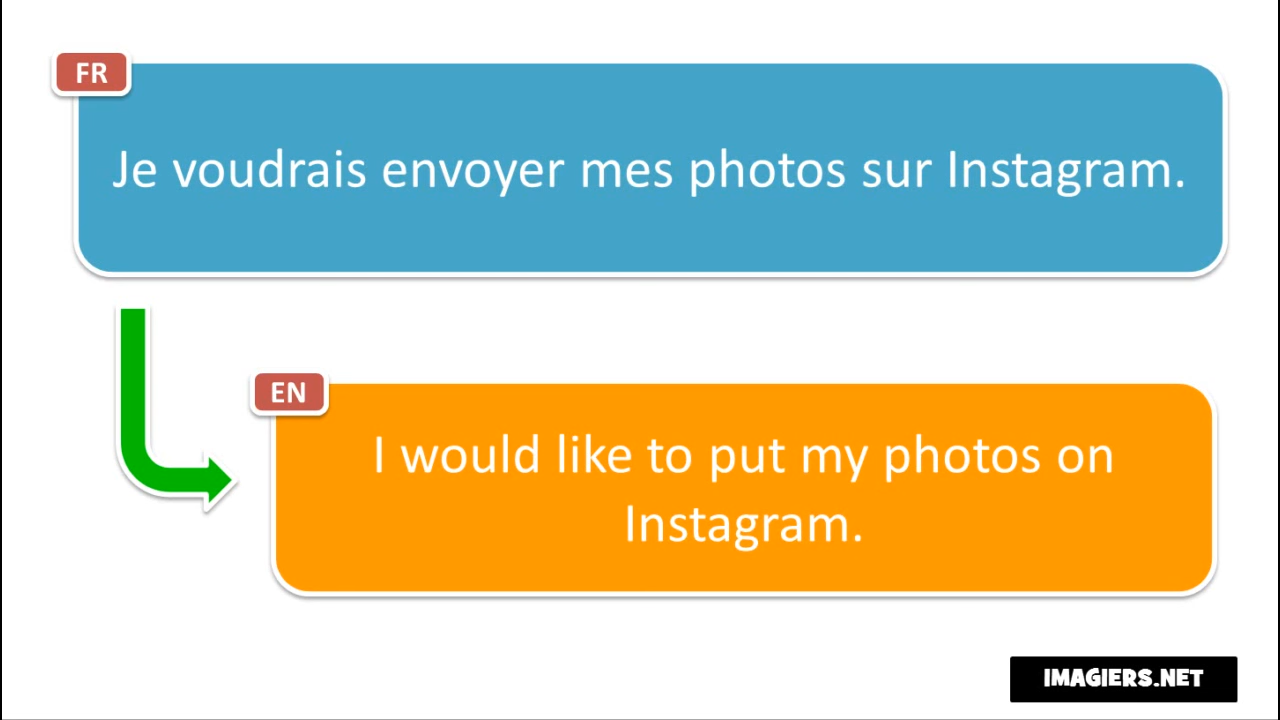 FR
Je voudrais envoyer mes photos sur Instagram.
EN
I would like to put my photos on
Instagram.
IMAGIERS.NET